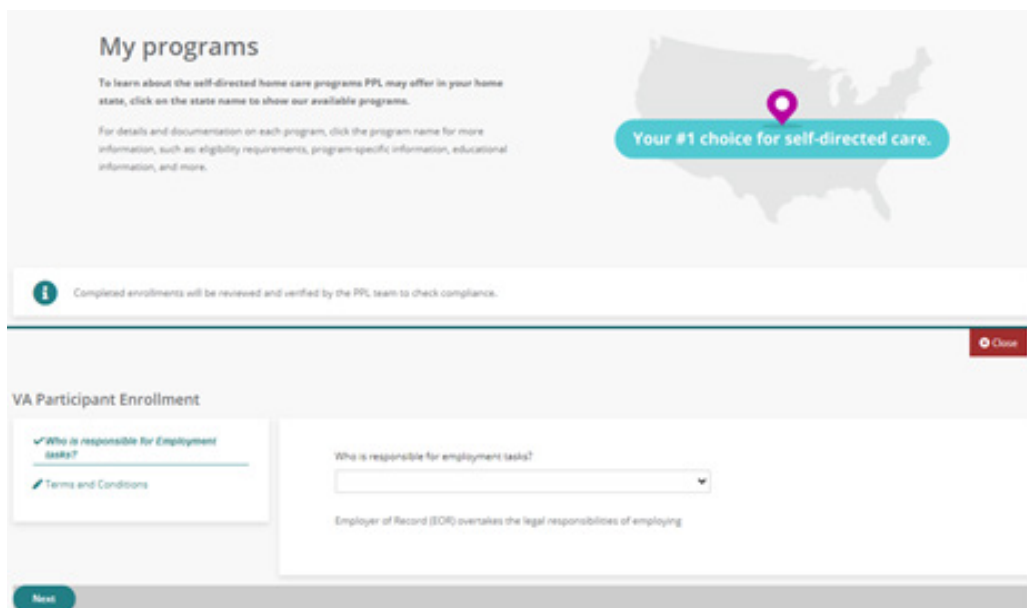 My programs
To learn about the self-directed home care programs PPL may offer in your home
state, click on the state name to show our available programs.
For details and documentation on each program, click the program name for more
information, such as: eligibility requirements, program-specific information, educational
information, and more.
Your #1 choice for self-directed care.
Completed enrollments will be reviewed and verified by the PPL team to check compliance.
Close
VA Participant Enrollment
Who is responsible for Employment
tasks?
Terms and Conditions
Who is responsible for employment tasks?
Employer of Record (EOR) overtakes the legal responsibilities of employing
Next